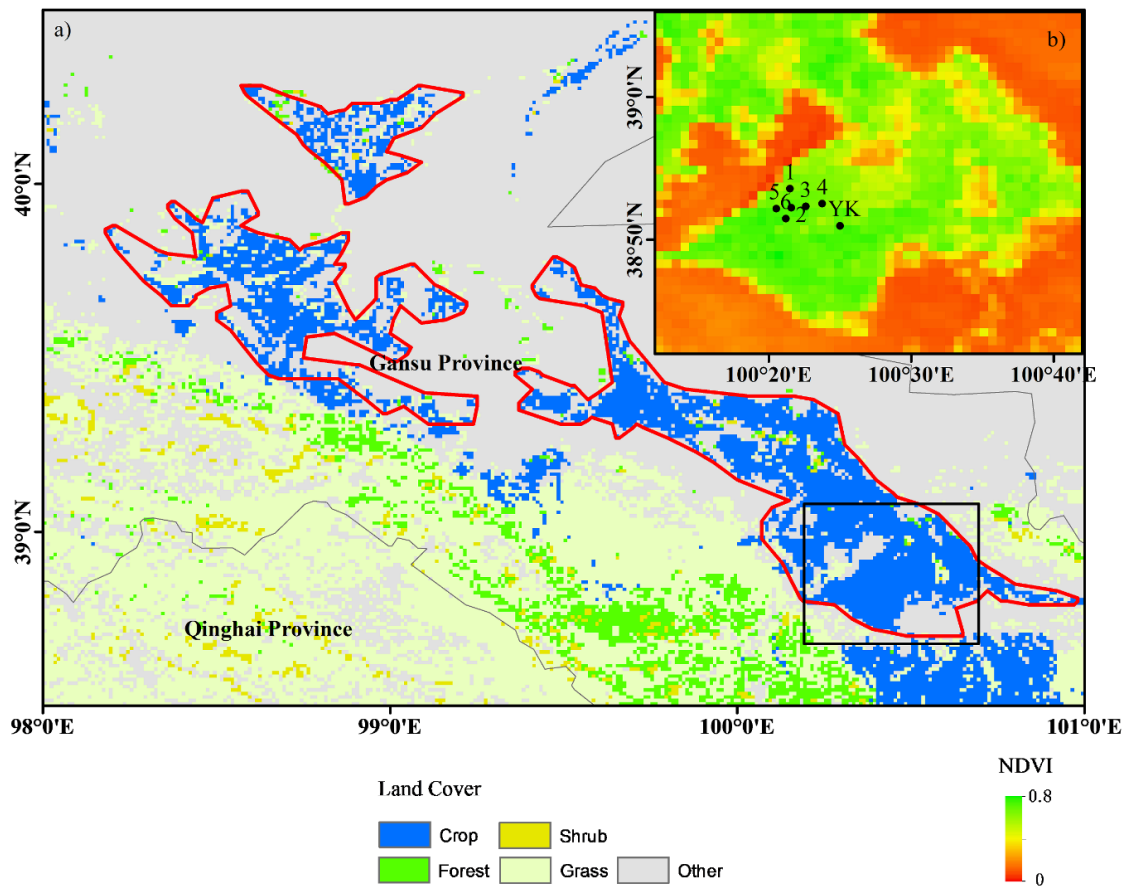 a)
b)
39°0'N
38°50'N
1
5
6
3
4
2
YK
100°20'E
100°30'E
100°40'E
40°0'N
39°0'N
Gansu Province
Qinghai Province
98°0'E
99°0'E
100°0'E
101°0'E
Land Cover
Crop
Shrub
Forest
Grass
Other
NDVI
0.8
0